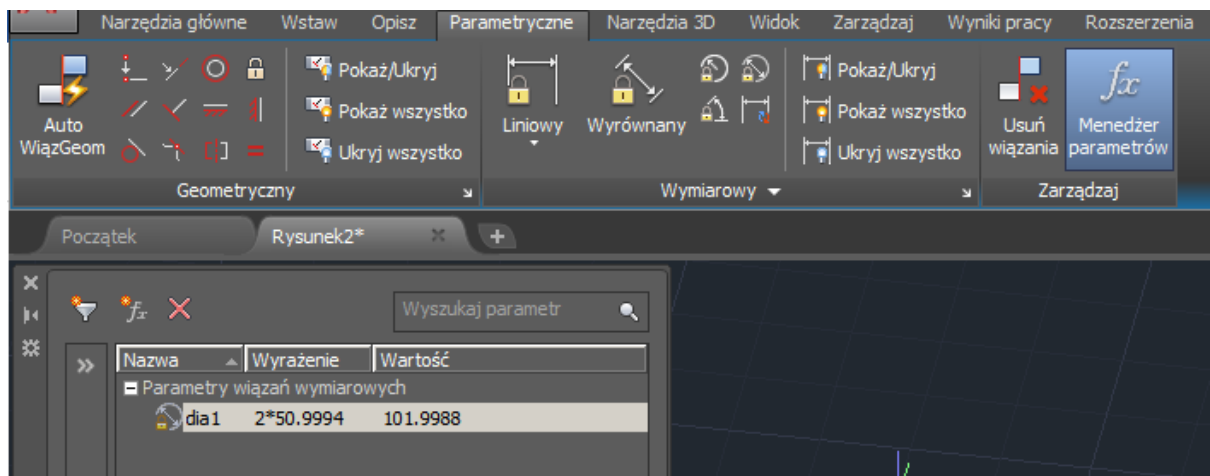 Narzędzia główne Wstaw Opisz Parametryczne Narzędzia 3D Widok Zarządzaj Wyniki pracy Rozszerzenia
Auto
WiązGeom
Pokaż/Ukryj
Pokaż wszystko
Ukryj wszystko
Geometryczny
Liniowy
Wyrównany
Pokaż/Ukryj
Pokaż wszystko
Ukryj wszystko
Wymiarowy
Usuń
wiązania
fx
Menedżer
parametrów
Zarządzaj
Początek Rysunek2*
fx
Wyszukaj parametr
Nazwa Wyrażenie Wartość
Parametry wiązań wymiarowych
dia1 2*50.9994 101.9988